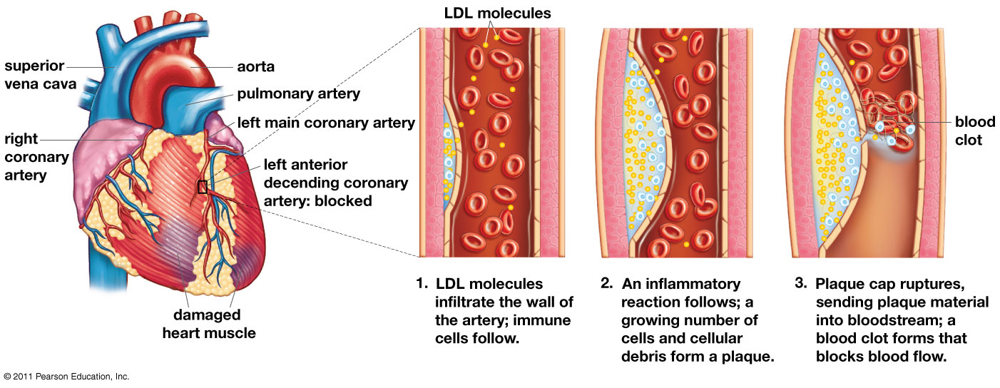 LDL molecules
superior
vena cava
aorta
pulmonary artery
left main coronary artery
right
coronary
artery
left anterior
decending coronary
artery: blocked
damaged
heart muscle
blood
clot
1. LDL molecules
infiltrate the wall of
the artery; immune
cells follow.
2. An inflammatory
reaction follows; a
growing number of
cells and cellular
debris form a plaque.
3. Plaque cap ruptures,
sending plaque material
into bloodstream; a
blood clot forms that
blocks blood flow.
© 2011 Pearson Education, Inc.